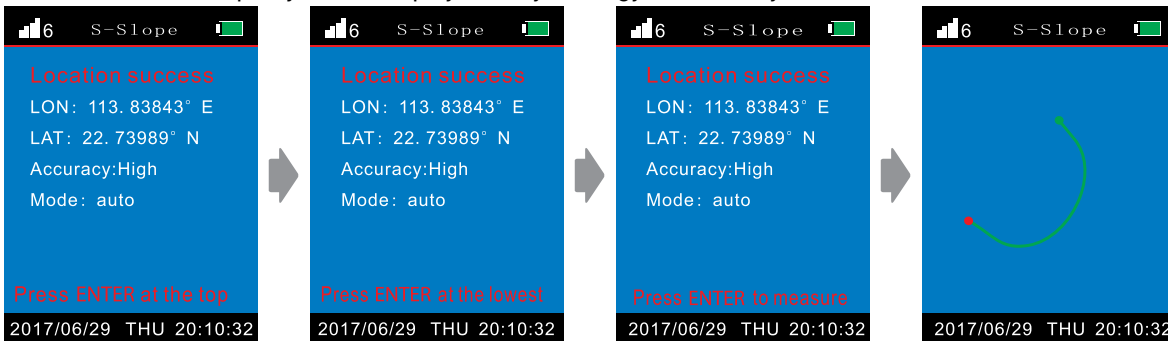 6 S-Slope
Location success
LON: 113.83843° E
LAT: 22.73989° N
Accuracy:High
Mode: auto
Press ENTER at the top
2017/06/29 THU 20:10:32
6 S-Slope
Location success
LON: 113.83843° E
LAT: 22.73989° N
Accuracy:High
Mode: auto
Press ENTER at the lowest
2017/06/29 THU 20:10:32
6 S-Slope
Location success
LON: 113.83843° E
LAT: 22.73989° N
Accuracy:High
Mode: auto
Press ENTER to measure
2017/06/29 THU 20:10:32
6 S-Slope
2017/06/29 THU 20:10:32